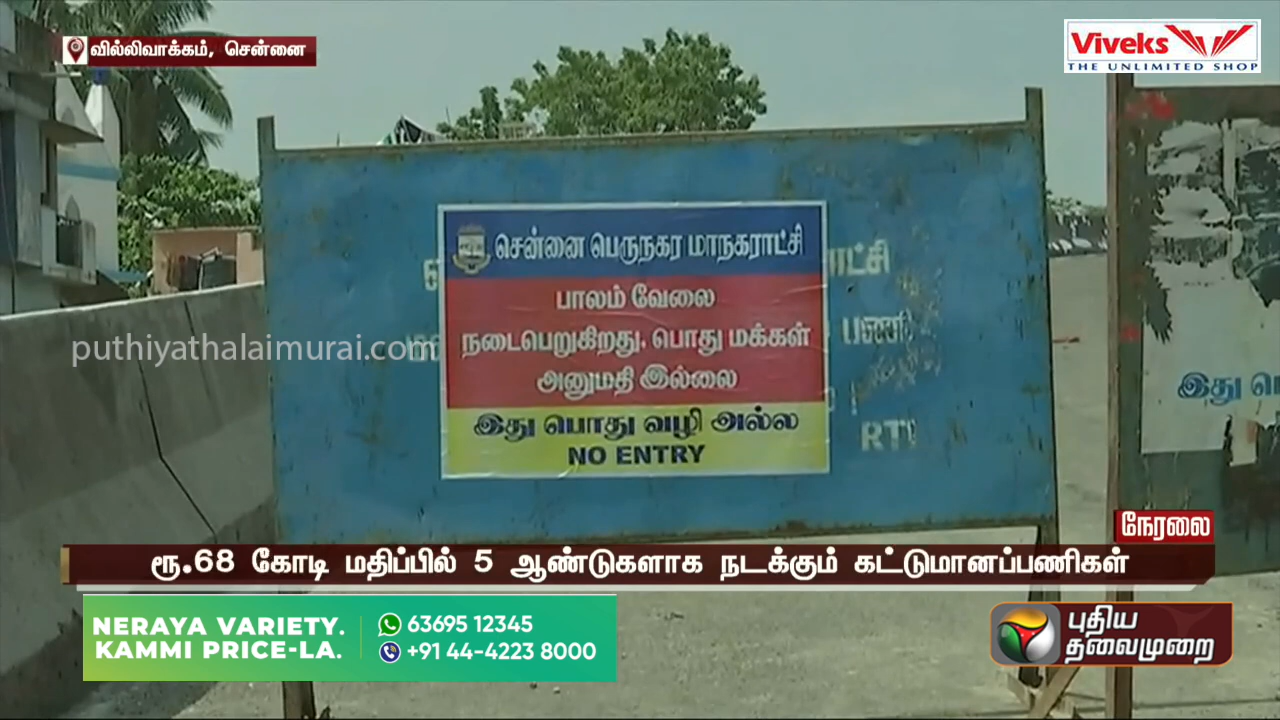 வில்லிவாக்கம், சென்னை
Viveks
THE UNLIMITED SHOP
சென்னை பெருநகர மாநகராட்சி
பாலம் வேலை
நடைபெறுகிறது. பொது மக்கள்
அனுமதி இல்லை
இது பொது வழி அல்ல
NO ENTRY
பணி
puthiyathalaimurai.com
இது
நேரலை
ரூ.68 கோடி மதிப்பில் 5 ஆண்டுகளாக நடக்கும் கட்டுமானப்பணிகள்
NERAYA VARIETY.
KAMMI PRICE-LA.
63695 12345
+91 44-4223 8000
புதிய
தலைமுறை